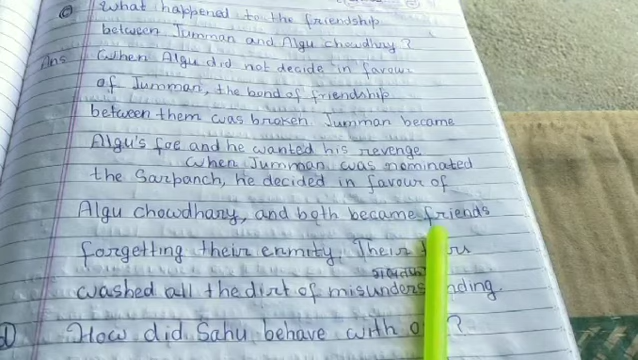 c) What happened to the friendship
between Jumman and Algu chowdhury ?
Ans When Algu did not decide in favour
of Jumman, the bond of friendship
between them was broken. Jumman became
Algu's foe and he wanted his revenge
When Jumman was nominated
the Sarpanch, he decided in favour of
Algu chowdhary, and both became friends
forgetting their enmity. Their
washed all the dirt of
d) How did Sahu behave with ?